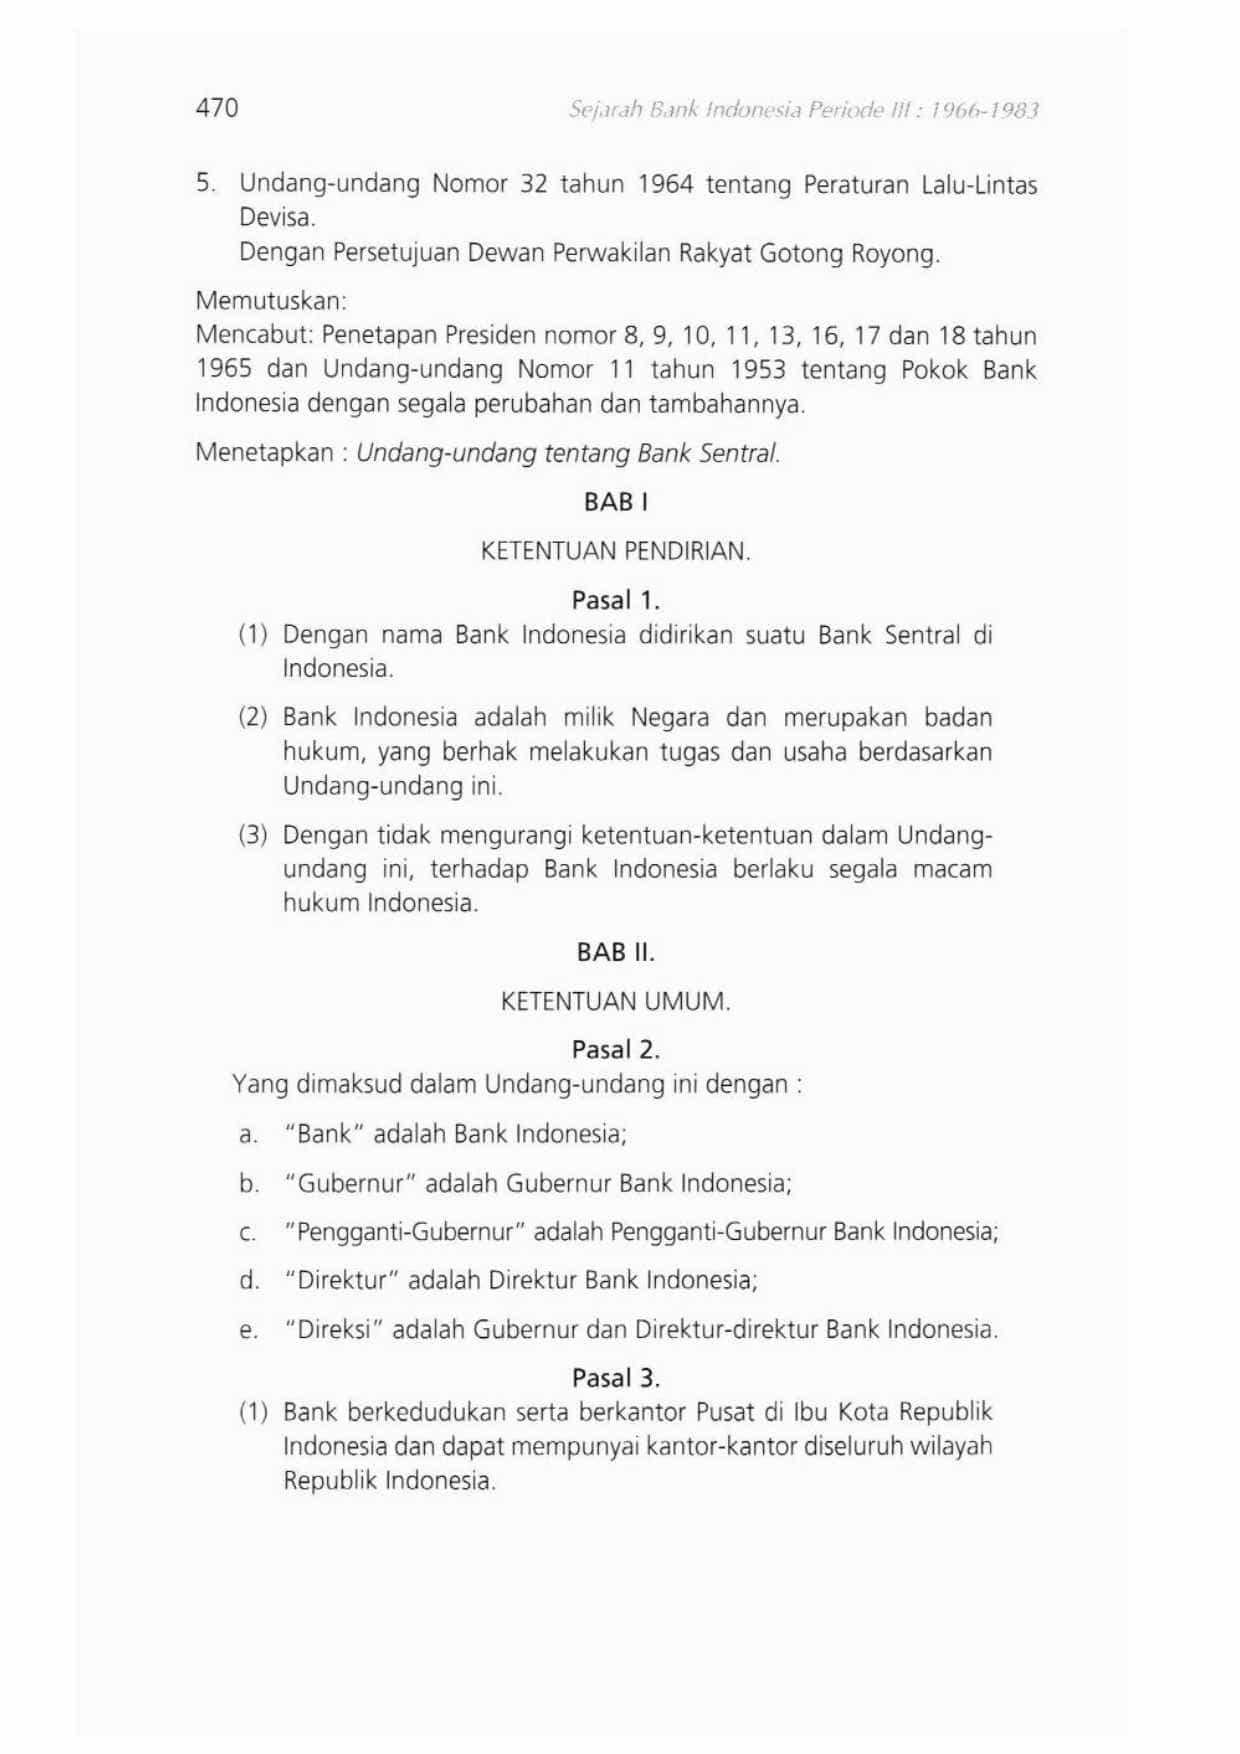 470
Sejarah Bank Indonesia Periode III : 1966-1983
5. Undang-undang Nomor 32 tahun 1964 tentang Peraturan Lalu-Lintas
Devisa.
Dengan Persetujuan Dewan Perwakilan Rakyat Gotong Royong.
Memutuskan:
Mencabut: Penetapan Presiden nomor 8, 9, 10, 11, 13, 16, 17 dan 18 tahun
1965 dan Undang-undang Nomor 11 tahun 1953 tentang Pokok Bank
Indonesia dengan segala perubahan dan tambahannya.
Menetapkan : Undang-undang tentang Bank Sentral.
BAB I
KETENTUAN PENDIRIAN.
Pasal 1.
(1) Dengan nama Bank Indonesia didirikan suatu Bank Sentral di
Indonesia.
(2) Bank Indonesia adalah milik Negara dan merupakan badan
hukum, yang berhak melakukan tugas dan usaha berdasarkan
Undang-undang ini.
(3) Dengan tidak mengurangi ketentuan-ketentuan dalam Undang-
undang ini, terhadap Bank Indonesia berlaku segala macam
hukum Indonesia.
BAB II.
KETENTUAN UMUM.
Pasal 2.
Yang dimaksud dalam Undang-undang ini dengan :
a. "Bank" adalah Bank Indonesia;
b. "Gubernur" adalah Gubernur Bank Indonesia;
c. "Pengganti-Gubernur" adalah Pengganti-Gubernur Bank Indonesia;
d. "Direktur" adalah Direktur Bank Indonesia;
e. "Direksi" adalah Gubernur dan Direktur-direktur Bank Indonesia.
Pasal 3.
(1) Bank berkedudukan serta berkantor Pusat di Ibu Kota Republik
Indonesia dan dapat mempunyai kantor-kantor diseluruh wilayah
Republik Indonesia.